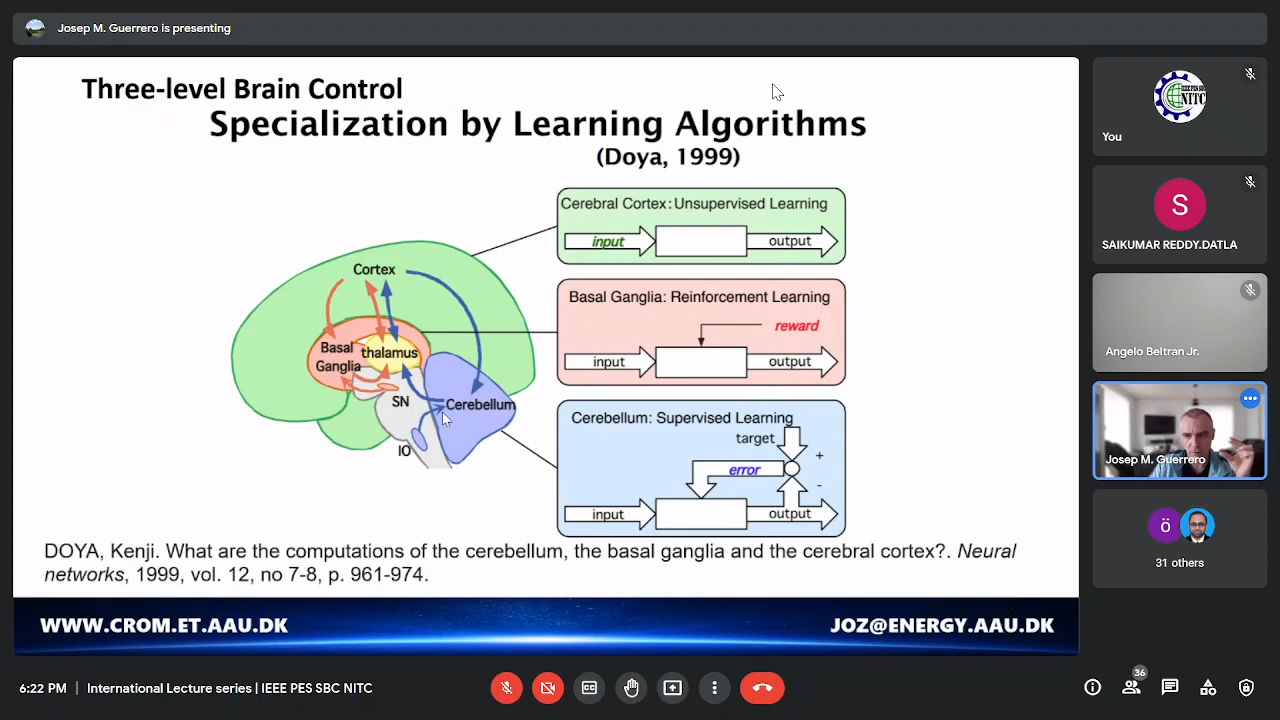 Josep M. Guerrero is presenting
Three-level Brain Control
Specialization by Learning Algorithms
(Doya, 1999)
Cerebral Cortex: Unsupervised Learning
input
output
Basal Ganglia: Reinforcement Learning
reward
input
output
Cerebellum: Supervised Learning
target
+
error
-
input
output
Cortex
Basal
Ganglia
thalamus
SN
Cerebellum
IO
DOYA, Kenji. What are the computations of the cerebellum, the basal ganglia and the cerebral cortex?. Neural
networks, 1999, vol. 12, no 7-8, p. 961-974.
WWW.CROM.ET.AAU.DK
JOZ@ENERGY.AAU.DK
NITC
You
S
SAIKUMAR REDDY.DATLA
Angelo Beltran Jr.
Josep M. Guerrero
ö
31 others
6:22 PM
International Lecture series | IEEE PES SBC NITC
36